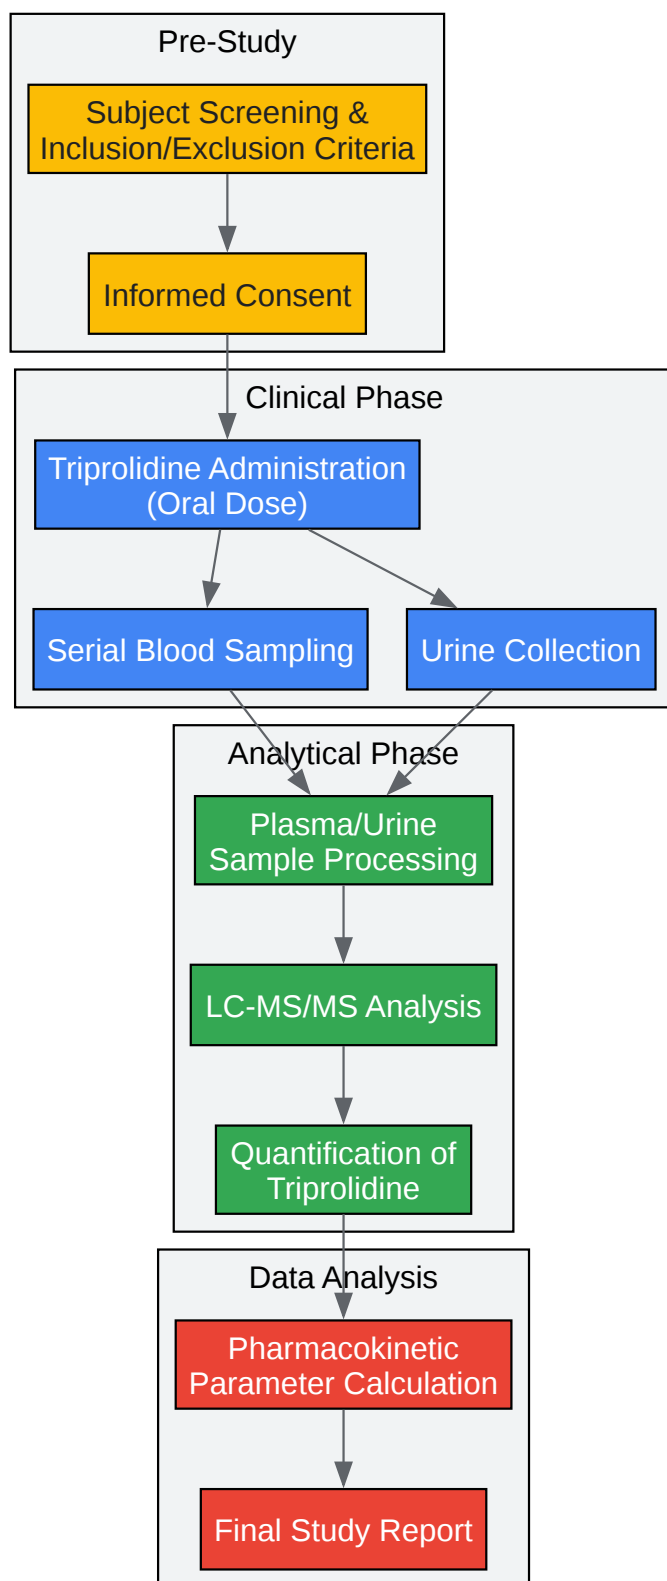 Pre-Study
Subject Screening &
Inclusion/Exclusion Criteria
Informed Consent
Clinical Phase
Triprolidine Administration
(Oral Dose)
Serial Blood Sampling
Urine Collection
Analytical Phase
Plasma/Urine
Sample Processing
LC-MS/MS Analysis
Quantification of
Triprolidine
Data Analysis
Pharmacokinetic
Parameter Calculation
Final Study Report